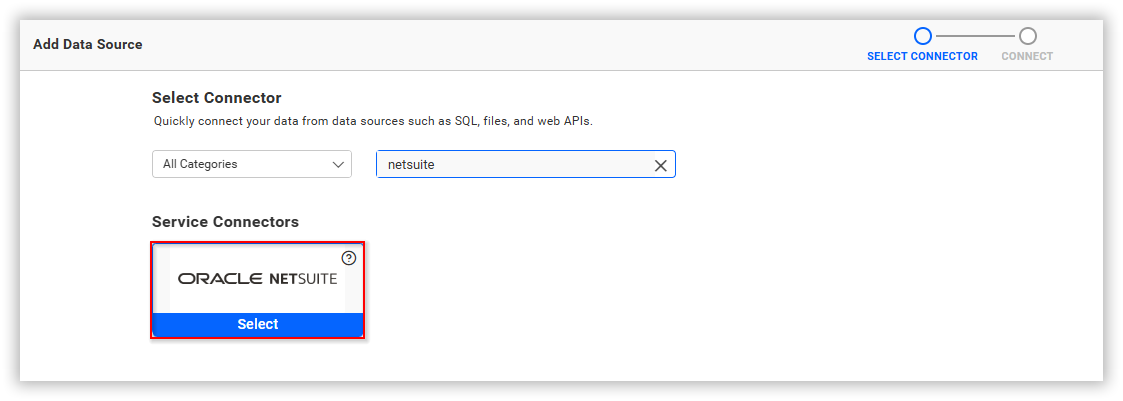 Add Data Source
SELECT CONNECTOR
CONNECT
Select Connector
Quickly connect your data from data sources such as SQL, files, and web APIs.
All Categories
netsuite
Service Connectors
?
ORACLE NETSUITE
Select